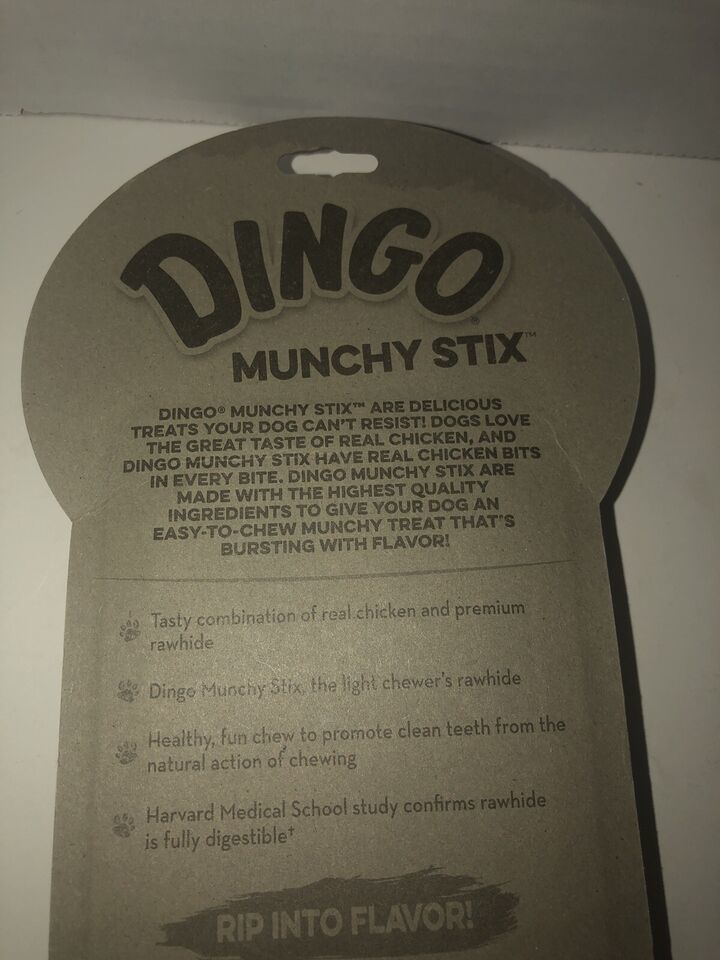 DINGO®
MUNCHY STIX™
DINGO® MUNCHY STIX™ ARE DELICIOUS
TREATS YOUR DOG CAN'T RESIST! DOGS LOVE
THE GREAT TASTE OF REAL CHICKEN, AND
DINGO MUNCHY STIX HAVE REAL CHICKEN BITS
IN EVERY BITE. DINGO MUNCHY STIX ARE
MADE WITH THE HIGHEST QUALITY
INGREDIENTS TO GIVE YOUR DOG AN
EASY-TO-CHEW MUNCHY TREAT THAT'S
BURSTING WITH FLAVOR!
Tasty combination of real chicken and premium
rawhide
Dingo Munchy Stix, the light chewer's rawhide
Healthy, fun chew to promote clean teeth from the
natural action of chewing
Harvard Medical School study confirms rawhide
is fully digestible†
RIP INTO FLAVOR!